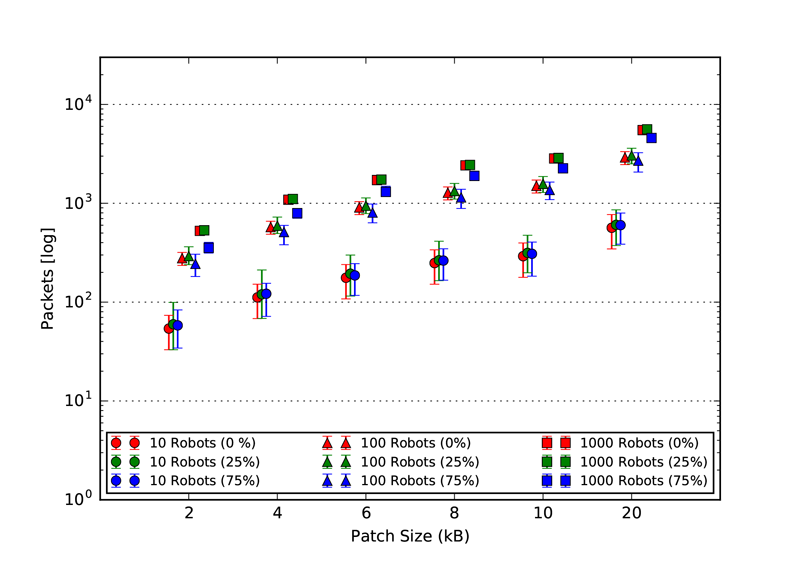 10⁴
10³
10²
10¹
10⁰
Packets [log]
10 Robots (0 %) 100 Robots (0%) 1000 Robots (0%)
10 Robots (25%) 100 Robots (25%) 1000 Robots (25%)
10 Robots (75%) 100 Robots (75%) 1000 Robots (75%)
2 4 6 8 10 20
Patch Size (kB)